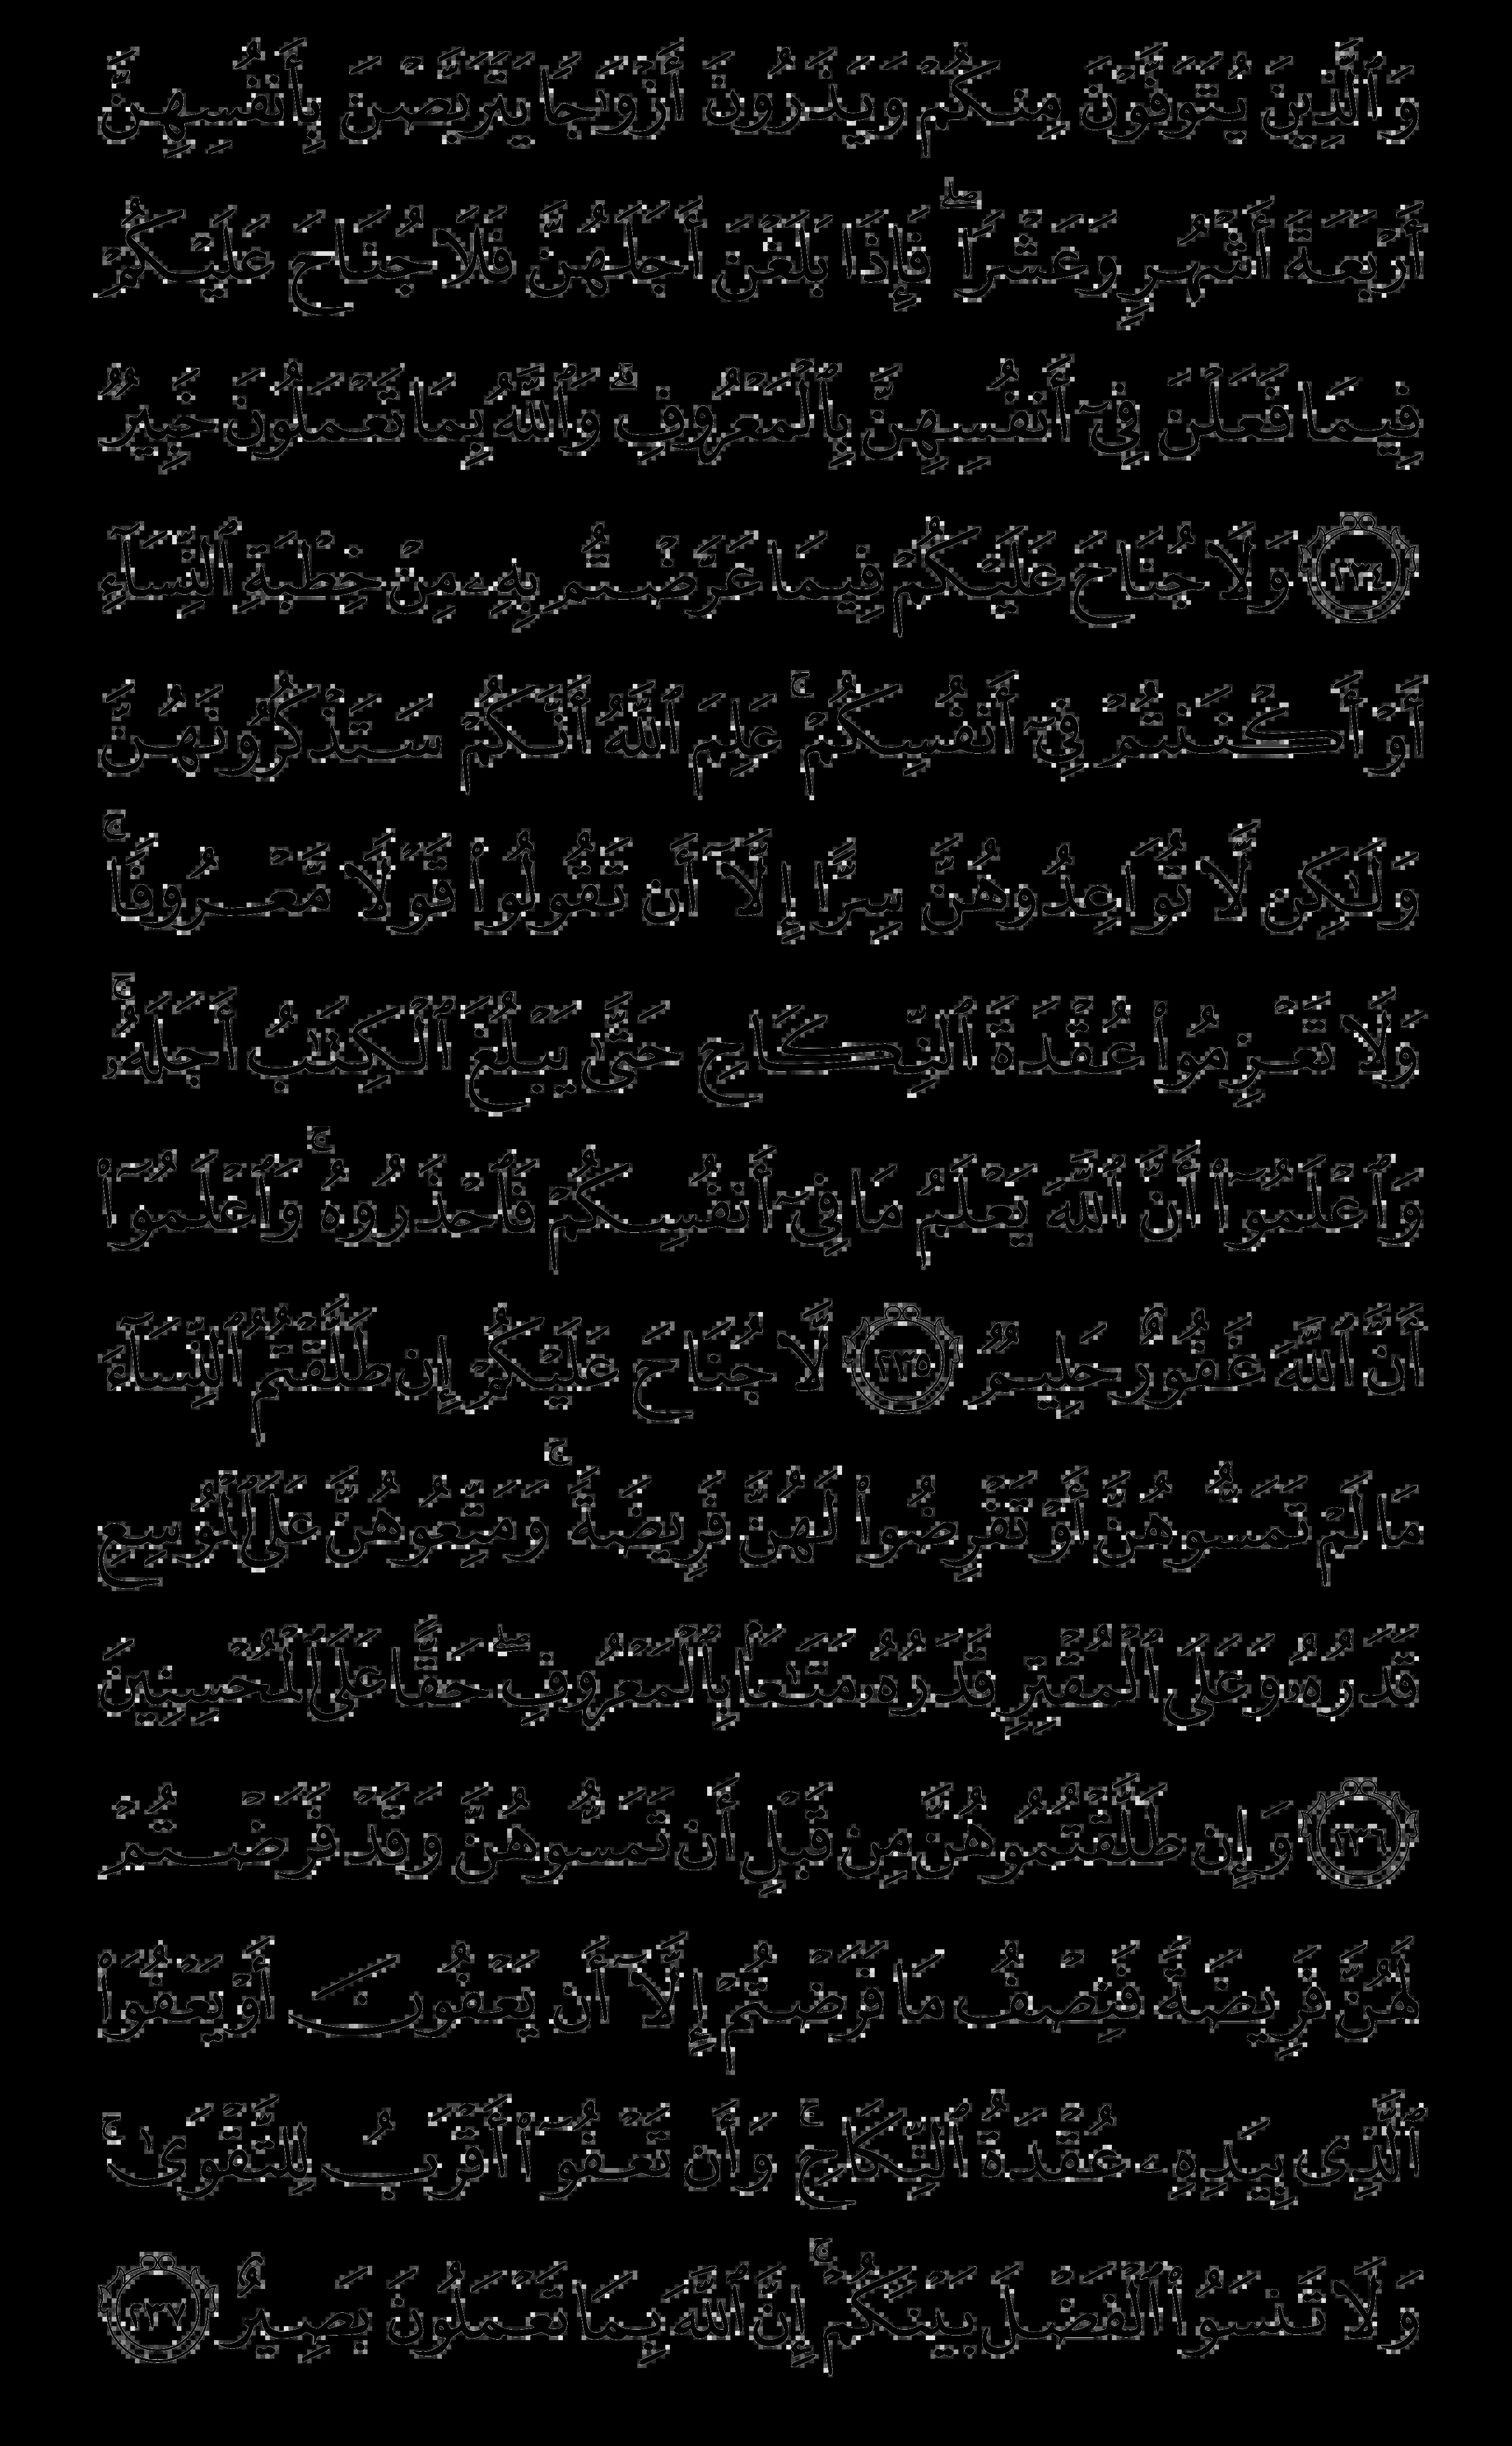 وَٱلَّذِينَ يُتَوَفَّوْنَ مِنكُمْ وَيَذَرُونَ أَزْوَٰجًا يَتَرَبَّصْنَ بِأَنفُسِهِنَّ
أَرْبَعَةَ أَشْهُرٍ وَعَشْرًا ۖ فَإِذَا بَلَغْنَ أَجَلَهُنَّ فَلَا جُنَاحَ عَلَيْكُمْ
فِيمَا فَعَلْنَ فِىٓ أَنفُسِهِنَّ بِٱلْمَعْرُوفِ ۗ وَٱللَّهُ بِمَا تَعْمَلُونَ خَبِيرٌ
٢٣٤ وَلَا جُنَاحَ عَلَيْكُمْ فِيمَا عَرَّضْتُم بِهِۦ مِنْ خِطْبَةِ ٱلنِّسَآءِ
أَوْ أَكْنَنتُمْ فِىٓ أَنفُسِكُمْ ۚ عَلِمَ ٱللَّهُ أَنَّكُمْ سَتَذْكُرُونَهُنَّ
وَلَٰكِن لَّا تُوَاعِدُوهُنَّ سِرًّا إِلَّآ أَن تَقُولُوا۟ قَوْلًا مَّعْرُوفًا ۚ
وَلَا تَعْزِمُوا۟ عُقْدَةَ ٱلنِّكَاحِ حَتَّىٰ يَبْلُغَ ٱلْكِتَٰبُ أَجَلَهُۥ ۚ
وَٱعْلَمُوٓا۟ أَنَّ ٱللَّهَ يَعْلَمُ مَا فِىٓ أَنفُسِكُمْ فَٱحْذَرُوهُ ۚ وَٱعْلَمُوٓا۟
أَنَّ ٱللَّهَ غَفُورٌ حَلِيمٌ ٢٣٥ لَّا جُنَاحَ عَلَيْكُمْ إِن طَلَّقْتُمُ ٱلنِّسَآءَ
مَا لَمْ تَمَسُّوهُنَّ أَوْ تَفْرِضُوا۟ لَهُنَّ فَرِيضَةً ۚ وَمَتِّعُوهُنَّ عَلَى ٱلْمُوسِعِ
قَدَرُهُۥ وَعَلَى ٱلْمُقْتِرِ قَدَرُهُۥ مَتَٰعًۢا بِٱلْمَعْرُوفِ ۖ حَقًّا عَلَى ٱلْمُحْسِنِينَ
٢٣٦ وَإِن طَلَّقْتُمُوهُنَّ مِن قَبْلِ أَن تَمَسُّوهُنَّ وَقَدْ فَرَضْتُمْ
لَهُنَّ فَرِيضَةً فَنِصْفُ مَا فَرَضْتُمْ إِلَّآ أَن يَعْفُونَ أَوْ يَعْفُوَا۟
ٱلَّذِى بِيَدِهِۦ عُقْدَةُ ٱلنِّكَاحِ ۚ وَأَن تَعْفُوٓا۟ أَقْرَبُ لِلتَّقْوَىٰ ۚ
وَلَا تَنسَوُا۟ ٱلْفَضْلَ بَيْنَكُمْ ۚ إِنَّ ٱللَّهَ بِمَا تَعْمَلُونَ بَصِيرٌ ٢٣٧